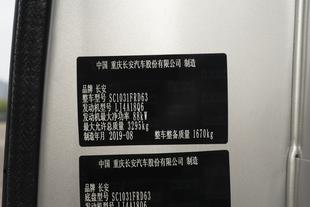 中国 重庆长安汽车股份有限公司 制造
品牌 长安
整车型号 SC1031FRD63
发动机型号 LJ4A18Q6
发动机最大净功率 88kW
最大允许总质量 3295kg
整车整备质量 1670kg
制造年月 2019-08
中国 重庆长安汽车股份有限公司 制造
品牌 长安
底盘型号 SC1031FRD63
发动机型号 LJ4A18Q6